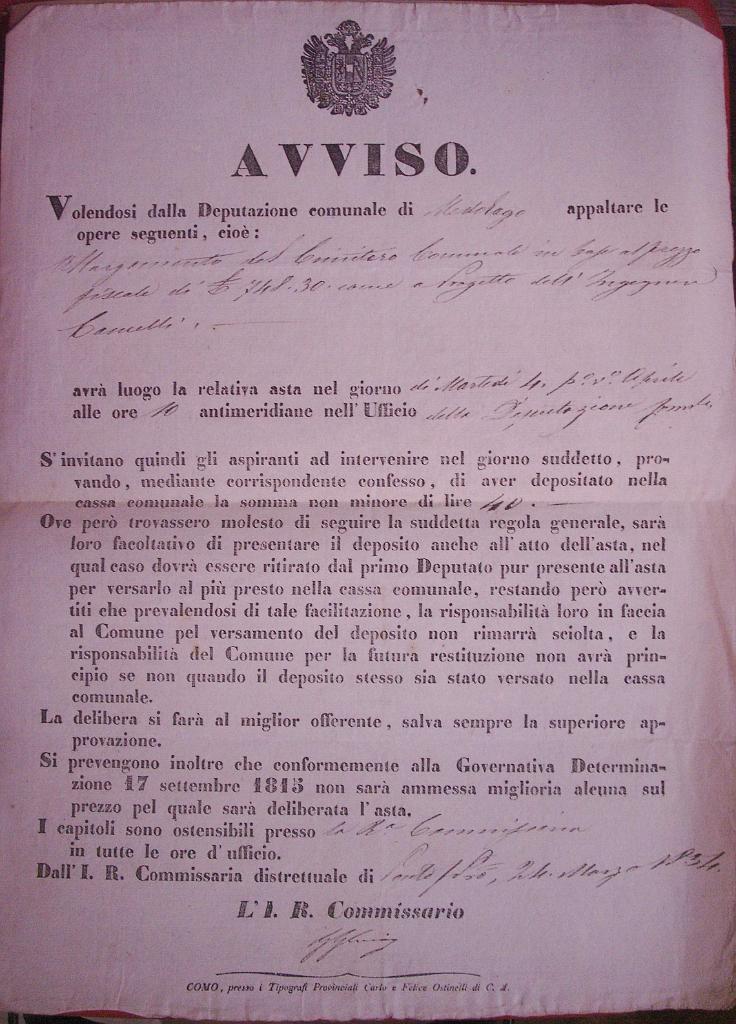 AVVISO.
Volendosi dalla Deputazione comunale di Medolago appaltare le
opere seguenti, cioè:
del Cimitero Comunale in base al prezzo
fiscale di £ 748.30 come a Progetto dell' Ingegnere
avrà luogo la relativa asta nel giorno di Martedì 4. p.° v.° Aprile
alle ore 10 antimeridiane nell' Ufficio della Deputazione
S'invitano quindi gli aspiranti ad intervenire nel giorno suddetto, pro-
vando, mediante corrispondente confesso, di aver depositato nella
cassa comunale la somma non minore di lire 40. —
Ove però trovassero molesto di seguire la suddetta regola generale, sarà
loro facoltativo di presentare il deposito anche all'atto dell'asta, nel
qual caso dovrà essere ritirato dal primo Deputato pur presente all'asta
per versarlo al più presto nella cassa comunale, restando però avver-
titi che prevalendosi di tale facilitazione, la risponsabilità loro in faccia
al Comune pel versamento del deposito non rimarrà sciolta, e la
risponsabilità del Comune per la futura restituzione non avrà prin-
cipio se non quando il deposito stesso sia stato versato nella cassa
comunale.
La delibera si farà al miglior offerente, salva sempre la superiore ap-
provazione.
Si prevengono inoltre che conformemente alla Governativa Determina-
zione 17 settembre 1815 non sarà ammessa miglioria alcuna sul
prezzo pel quale sarà deliberata l'asta.
I capitoli sono ostensibili presso la R.ª Commissaria
in tutte le ore d'ufficio.
Dall' I. R. Commissaria distrettuale di 24. Marzo 1834.
L'I. R. Commissario
COMO, presso i Tipografi Provinciali Carlo e Felice Ostinelli di C. A.